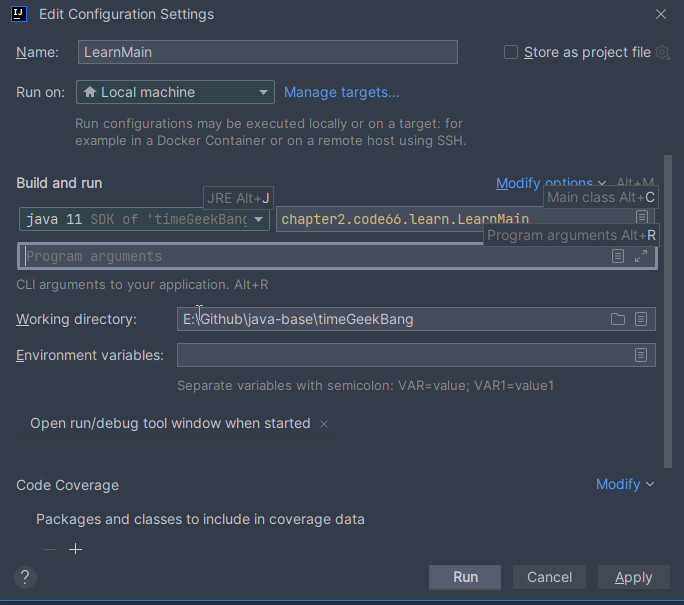 IJ Edit Configuration Settings
Name: LearnMain Store as project file
Run on: Local machine Manage targets...
Run configurations may be executed locally or on a target: for
example in a Docker Container or on a remote host using SSH.
Build and run Modify options Alt+M
JRE Alt+J Main class Alt+C
java 11 SDK of 'timeGeekBang chapter2.code66.learn.LearnMain
Program arguments Alt+R
Program arguments
CLI arguments to your application. Alt+R
Working directory: E:\Github\java-base\timeGeekBang
Environment variables:
Separate variables with semicolon: VAR=value; VAR1=value1
Open run/debug tool window when started ×
Code Coverage Modify
Packages and classes to include in coverage data
? Run Cancel Apply